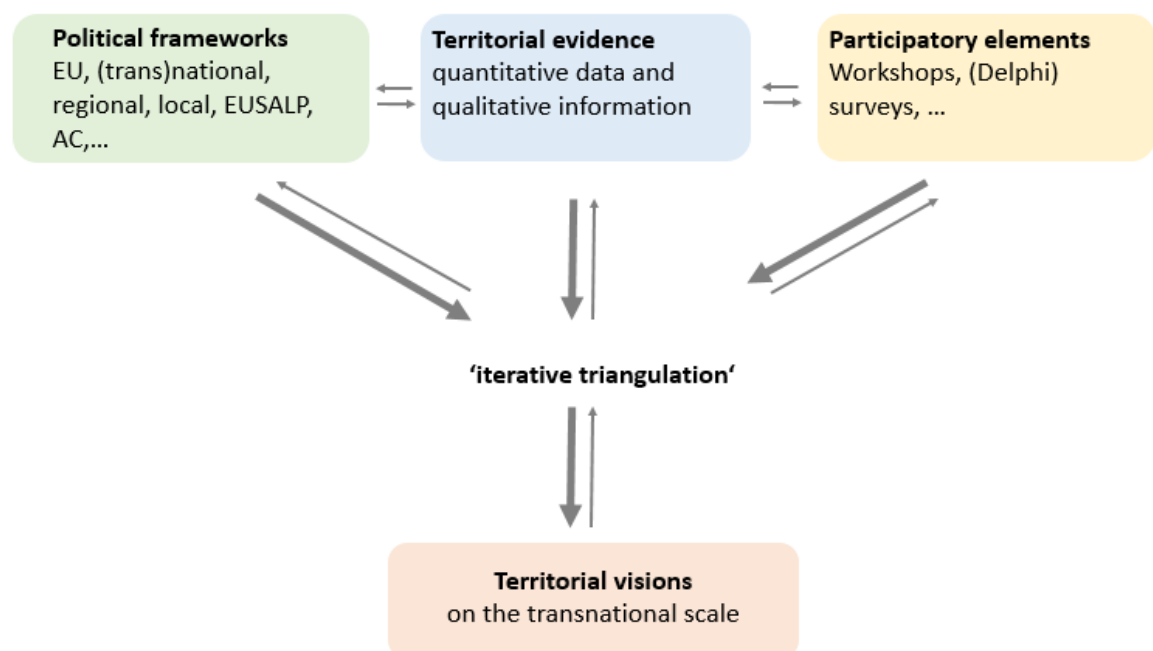 Political frameworks
EU, (trans)national,
regional, local, EUSALP,
AC,...
Territorial evidence
quantitative data and
qualitative information
Participatory elements
Workshops, (Delphi)
surveys, ...
‘iterative triangulation‘
Territorial visions
on the transnational scale